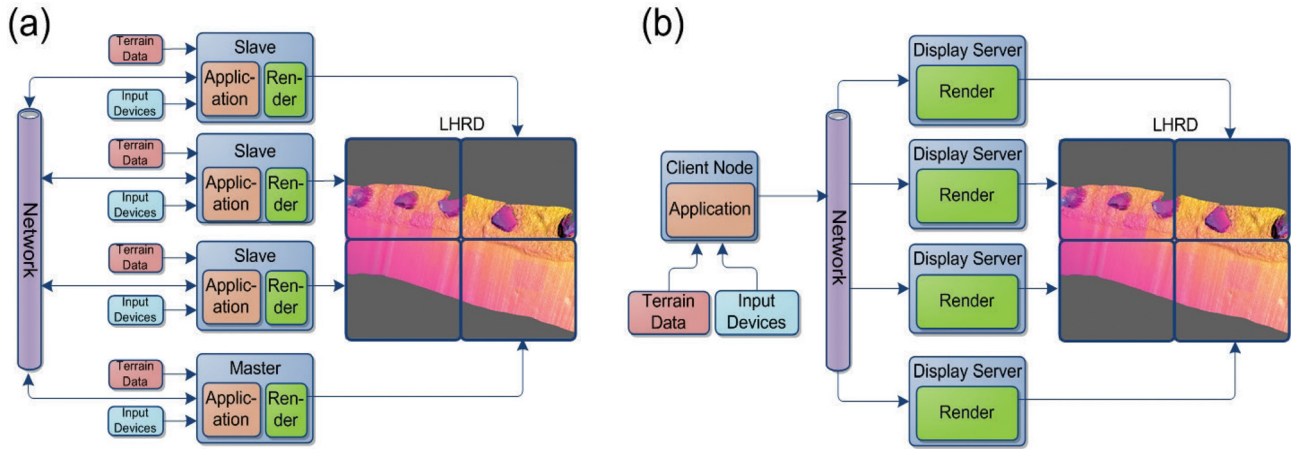 (a)
Terrain
Data
Slave
Applic-
ation
Ren-
der
Input
Devices
LHRD
Terrain
Data
Slave
Applic-
ation
Ren-
der
Input
Devices
Network
Terrain
Data
Slave
Applic-
ation
Ren-
der
Input
Devices
Terrain
Data
Master
Applic-
ation
Ren-
der
Input
Devices
(b)
Display Server
Render
LHRD
Client Node
Application
Terrain
Data
Input
Devices
Network
Display Server
Render
Display Server
Render
Display Server
Render